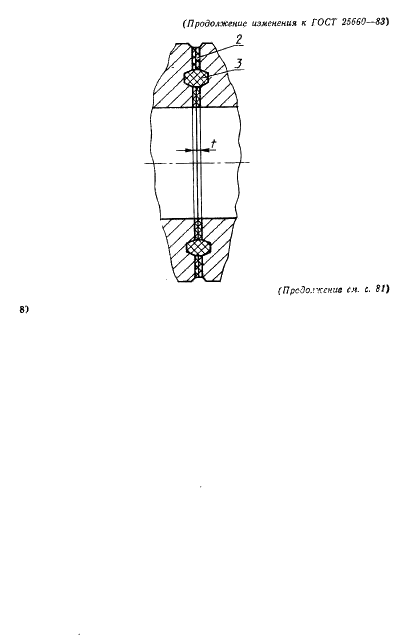 (Продолжение изменения к ГОСТ 25660—83)
2
3
t
(Продолжение см. с. 81)
8)